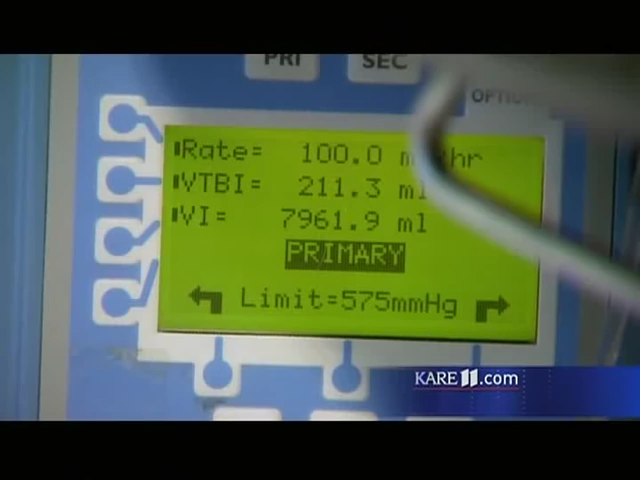 PRI SEC
Rate= 100.0
VTBI= 211.3 ml
VI= 7961.9 ml
PRIMARY
Limit=575mmHg
KARE11.com